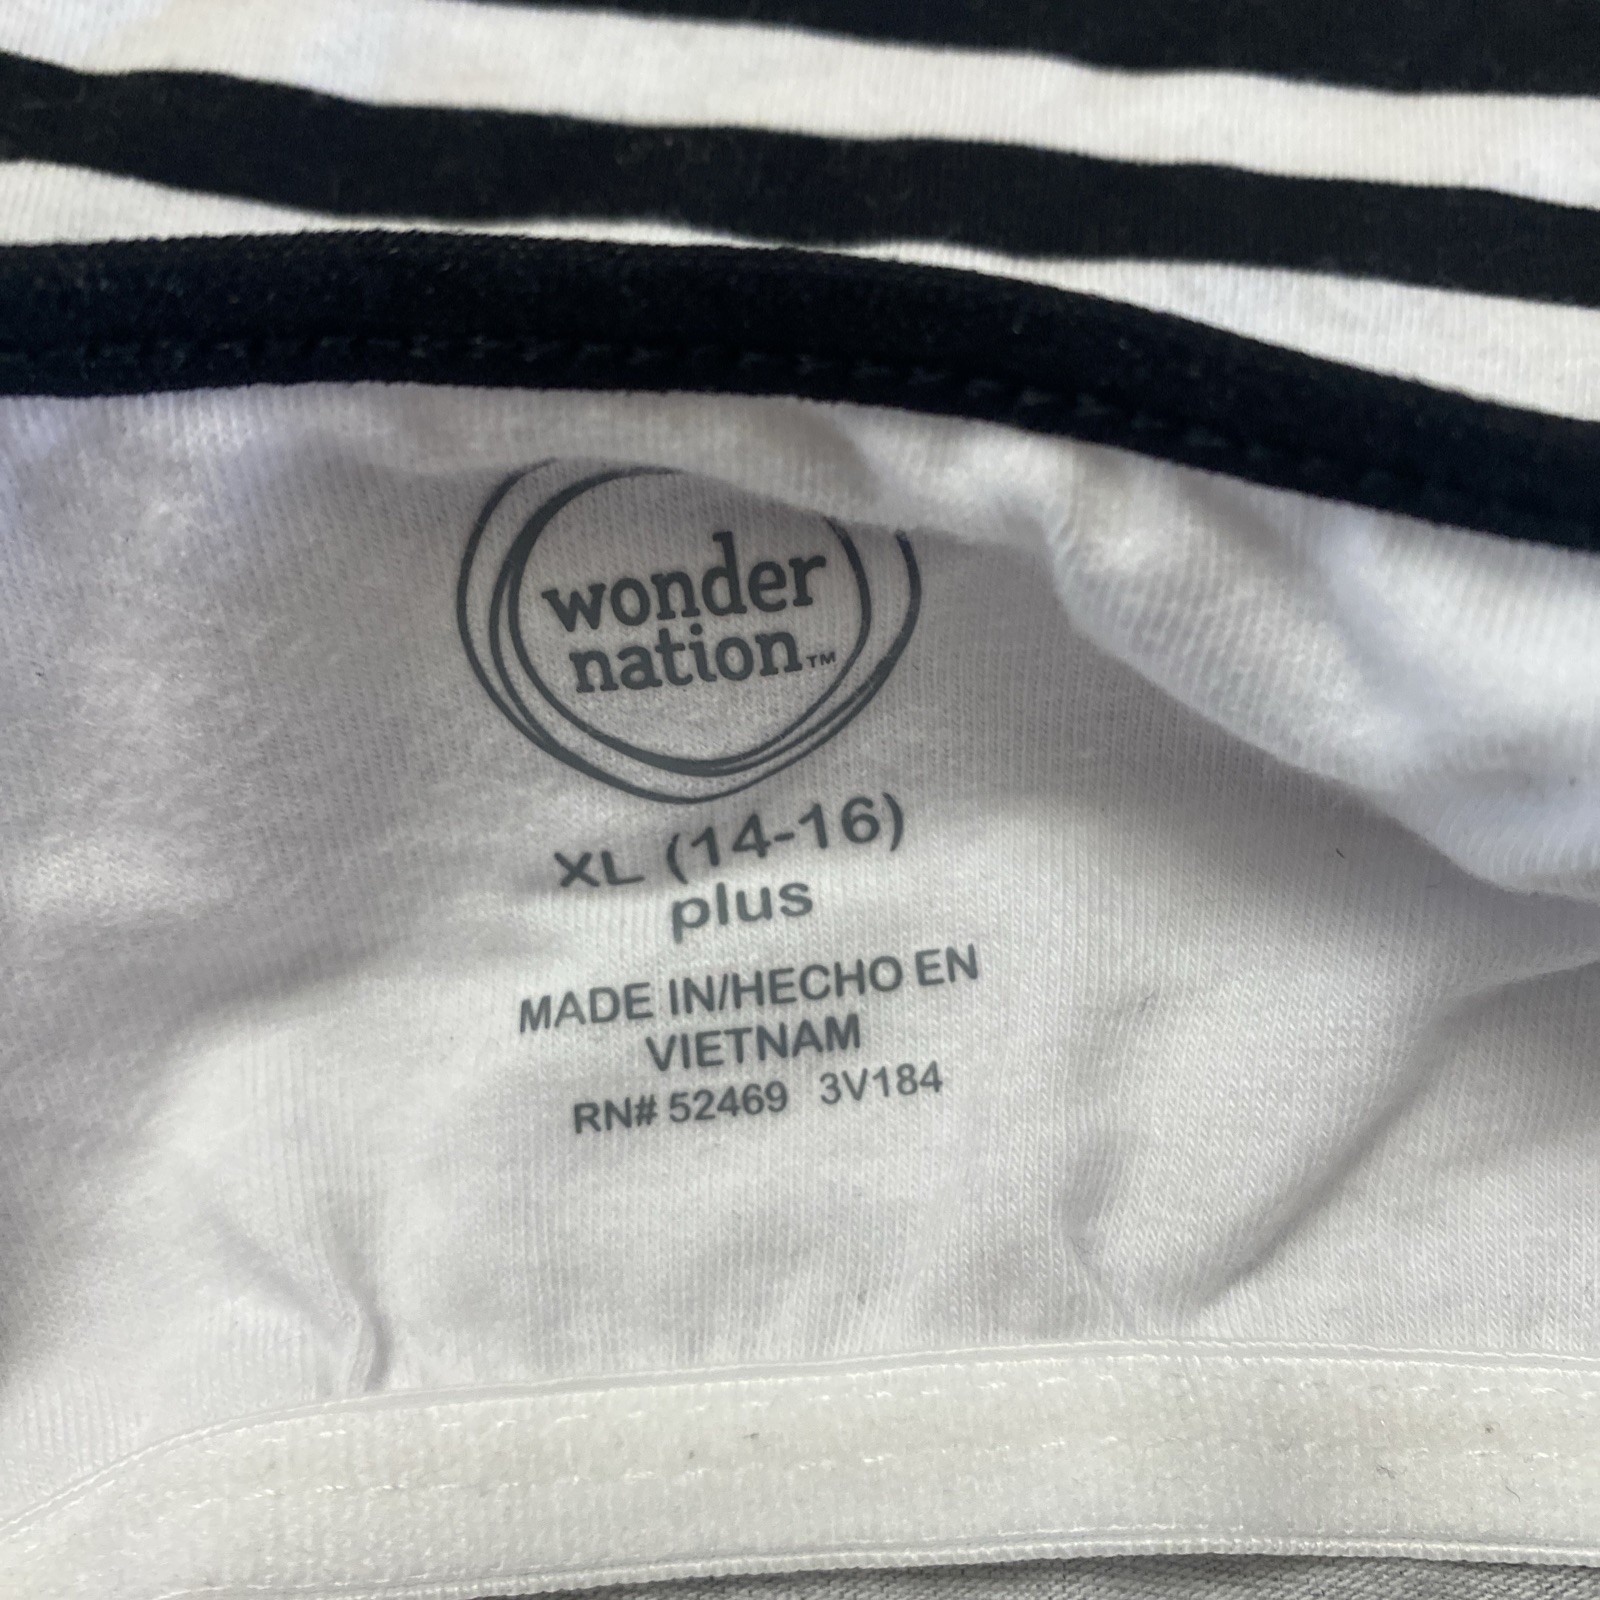 wonder
nation™
XL (14-16)
plus
MADE IN/HECHO EN
VIETNAM
RN# 52469 3V184